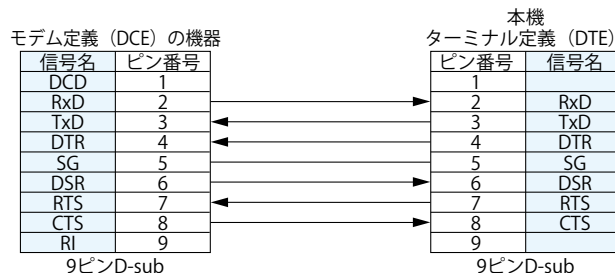 本機
モデム定義（DCE）の機器 ターミナル定義（DTE）
信号名 ピン番号 ピン番号 信号名
DCD 1 1
RxD 2 2 RxD
TxD 3 3 TxD
DTR 4 4 DTR
SG 5 5 SG
DSR 6 6 DSR
RTS 7 7 RTS
CTS 8 8 CTS
RI 9 9
9ピンD-sub 9ピンD-sub